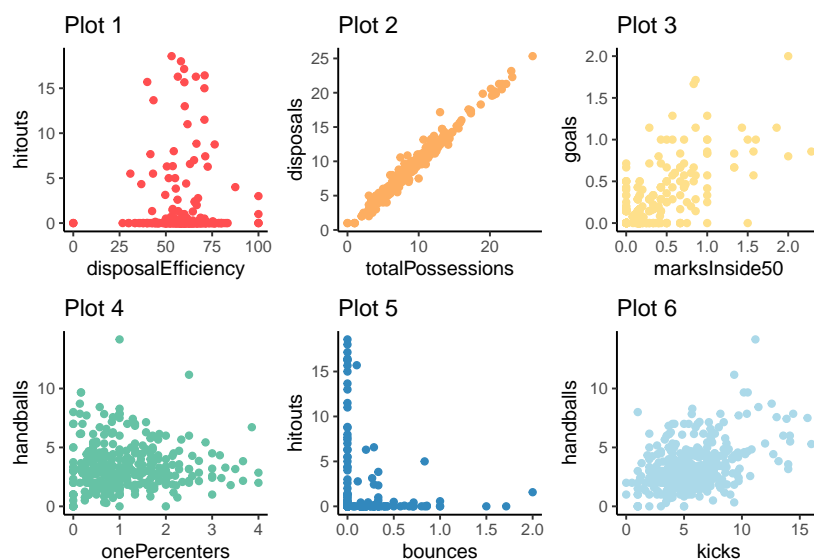 Plot 1
Plot 2
Plot 3
hitouts
15
10
5
0
0
25
50
75
100
disposalEfficiency
disposals
25
20
15
10
5
0
0
10
20
totalPossessions
goals
2.0
1.5
1.0
0.5
0.0
0.0
0.5
1.0
1.5
2.0
marksInside50
Plot 4
Plot 5
Plot 6
handballs
10
5
0
0
1
2
3
4
onePercenters
hitouts
15
10
5
0
0.0
0.5
1.0
1.5
2.0
bounces
handballs
10
5
0
0
5
10
15
kicks